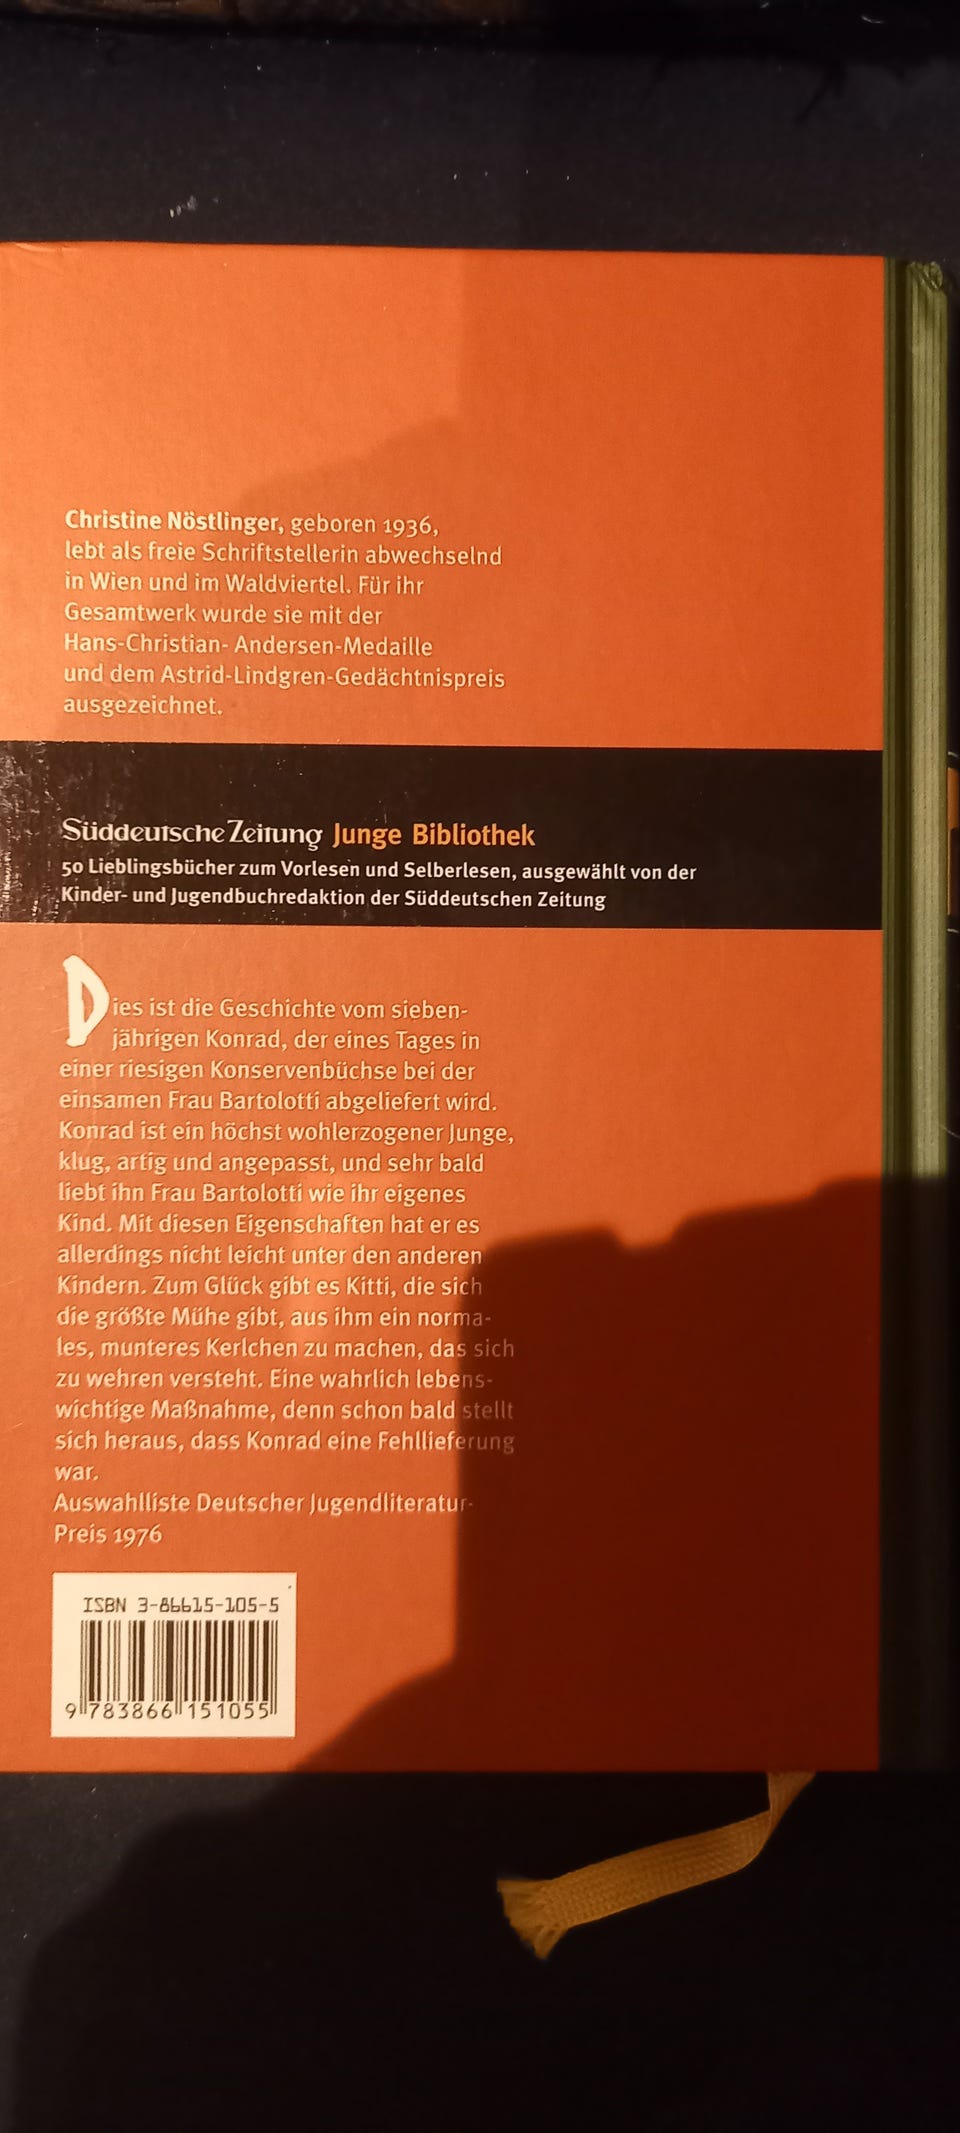 Christine Nöstlinger, geboren 1936,
lebt als freie Schriftstellerin abwechselnd
in Wien und im Waldviertel. Für ihr
Gesamtwerk wurde sie mit der
Hans-Christian- Andersen-Medaille
und dem Astrid-Lindgren-Gedächtnispreis
ausgezeichnet.
Süddeutsche Zeitung Junge Bibliothek
50 Lieblingsbücher zum Vorlesen und Selberlesen, ausgewählt von der
Kinder- und Jugendbuchredaktion der Süddeutschen Zeitung
Dies ist die Geschichte vom sieben-
jährigen Konrad, der eines Tages in
einer riesigen Konservenbüchse bei der
einsamen Frau Bartolotti abgeliefert wird.
Konrad ist ein höchst wohlerzogener Junge,
klug, artig und angepasst, und sehr bald
liebt ihn Frau Bartolotti wie ihr eigenes
Kind. Mit diesen Eigenschaften hat er es
allerdings nicht leicht unter den anderen
Kindern. Zum Glück gibt es Kitti, die sich
die größte Mühe gibt, aus ihm ein norma-
les, munteres Kerlchen zu machen, das sich
zu wehren versteht. Eine wahrlich lebens-
wichtige Maßnahme, denn schon bald stellt
sich heraus, dass Konrad eine Fehllieferung
war.
Auswahlliste Deutscher Jugendliteratur-
Preis 1976
ISBN 3-86615-105-5
9 783866 151055